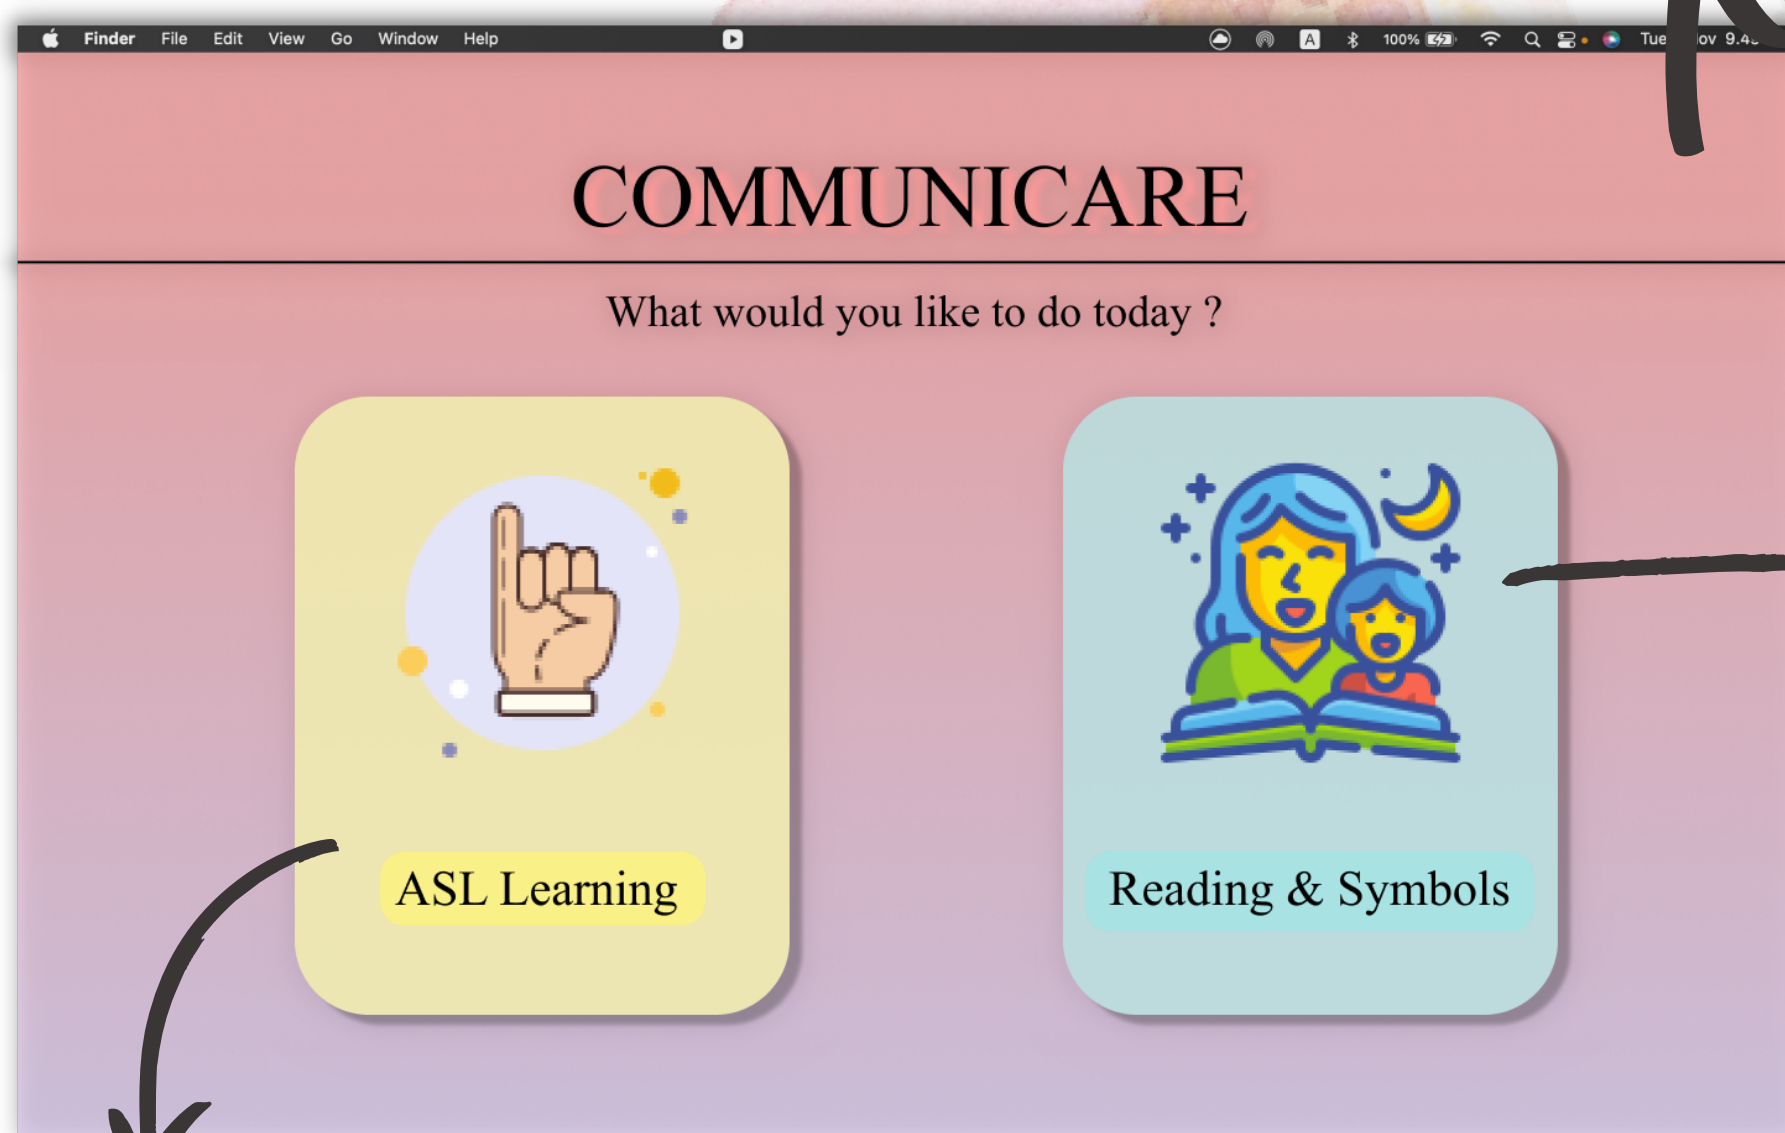 Finder File Edit View Go Window Help A 100% Tue
COMMUNICARE
What would you like to do today ?
ASL Learning
Reading & Symbols